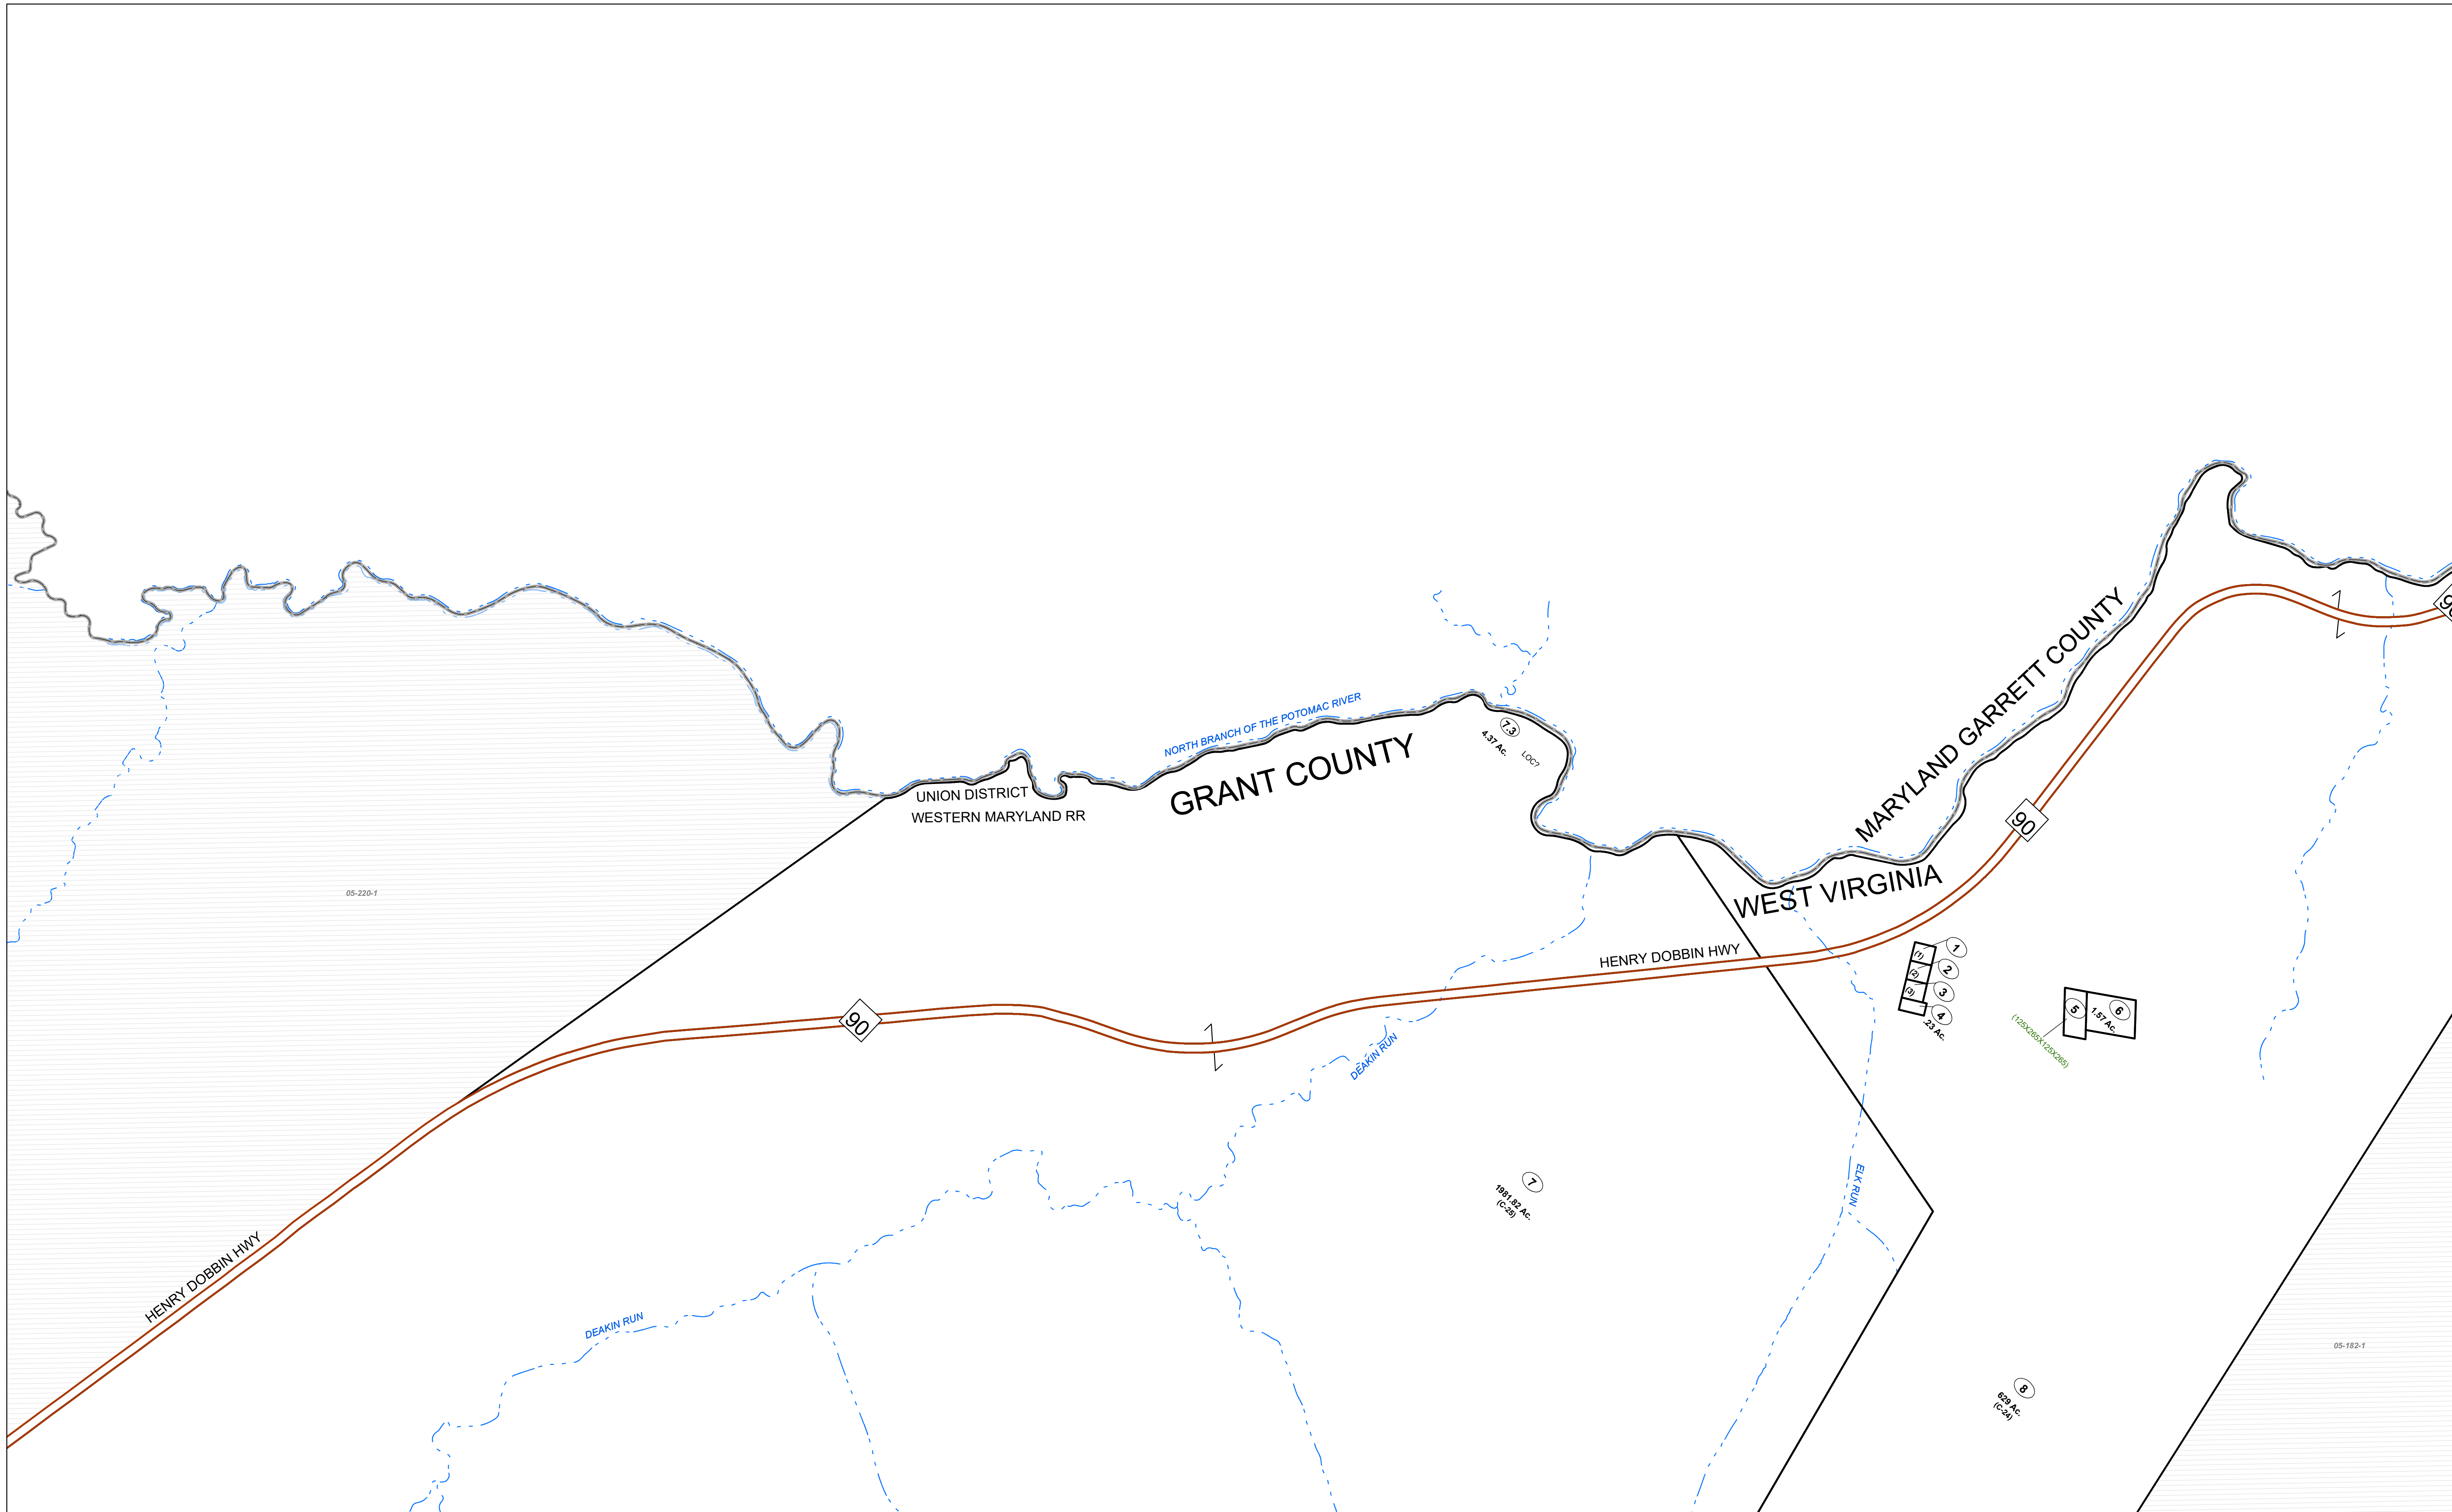 MARYLAND GARRETT COUNTY
NORTH BRANCH OF THE POTOMAC RIVER
7.3
4.37 Ac.
LOC?
GRANT COUNTY
UNION DISTRICT
WESTERN MARYLAND RR
WEST VIRGINIA
90
05-220-1
HENRY DOBBIN HWY
90
1
(1)
2
(2)
3
(3)
4
.23 Ac.
5
6
1.57 Ac.
(125X265X125X265)
DEAKIN RUN
7
1981.82 Ac.
(C-25)
ELK RUN
HENRY DOBBIN HWY
DEAKIN RUN
05-182-1
8
629 Ac.
(C-24)